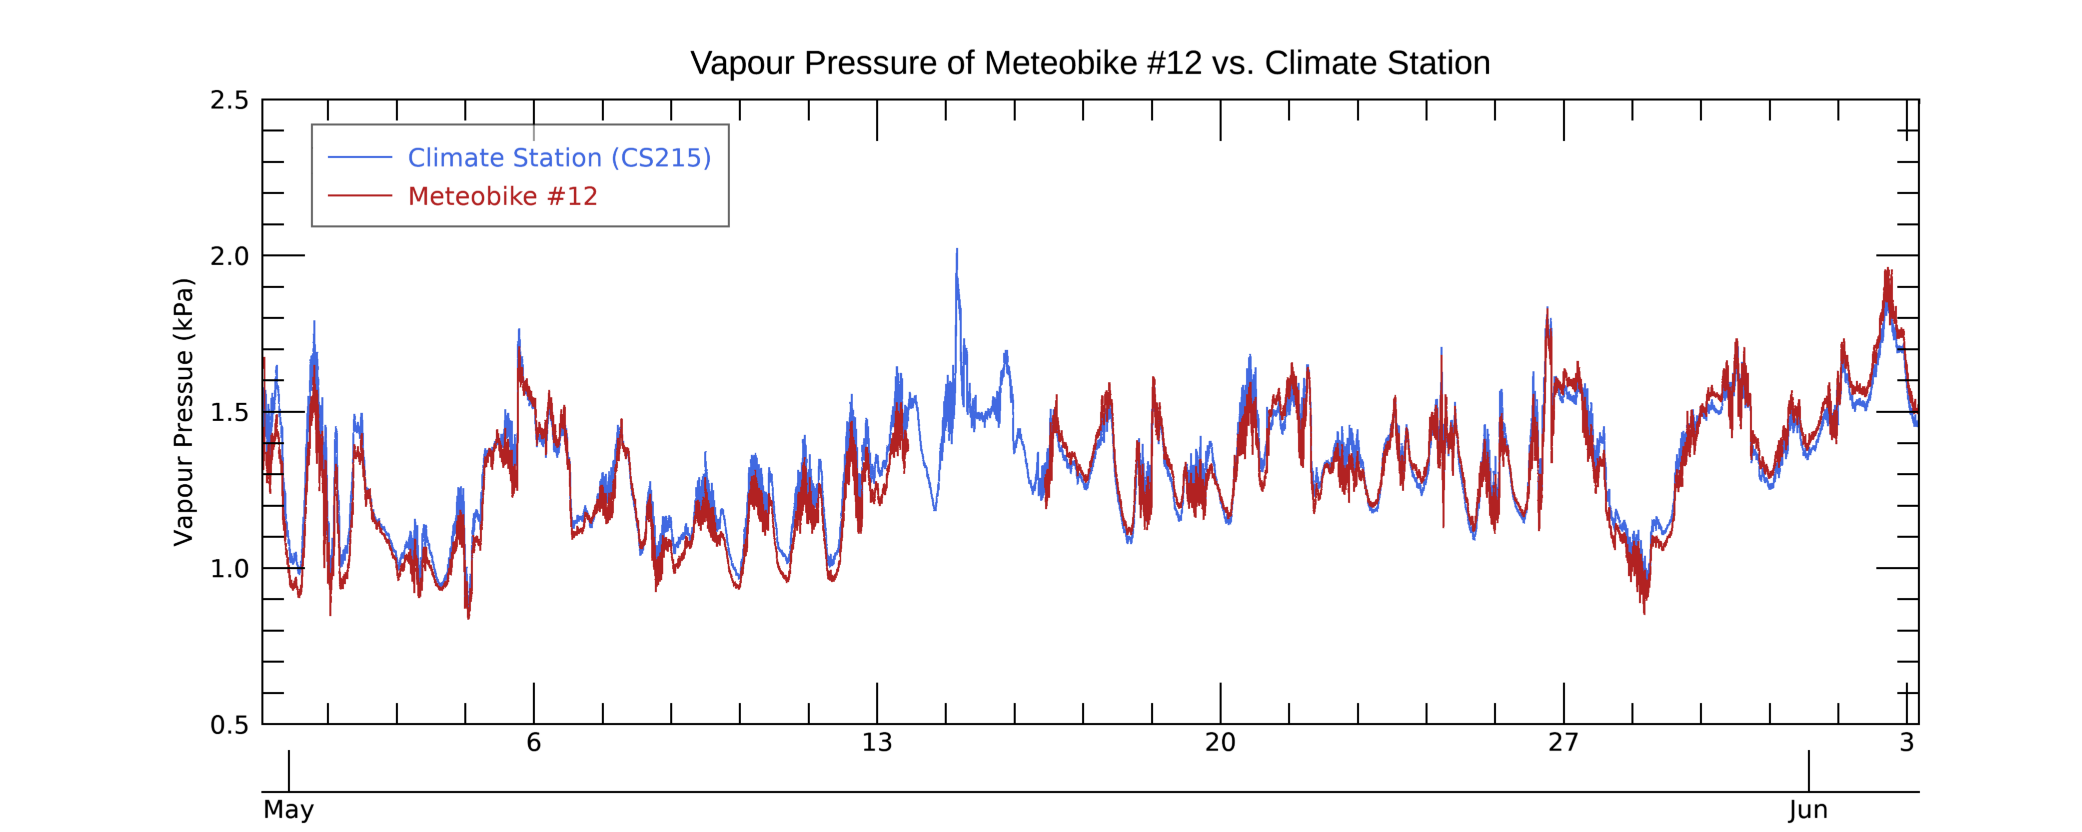 Vapour Pressure of Meteobike #12 vs. Climate Station
2.5
Climate Station (CS215)
Meteobike #12
2.0
1.5
1.0
0.5
Vapour Pressue (kPa)
6 13 20 27 3
May Jun